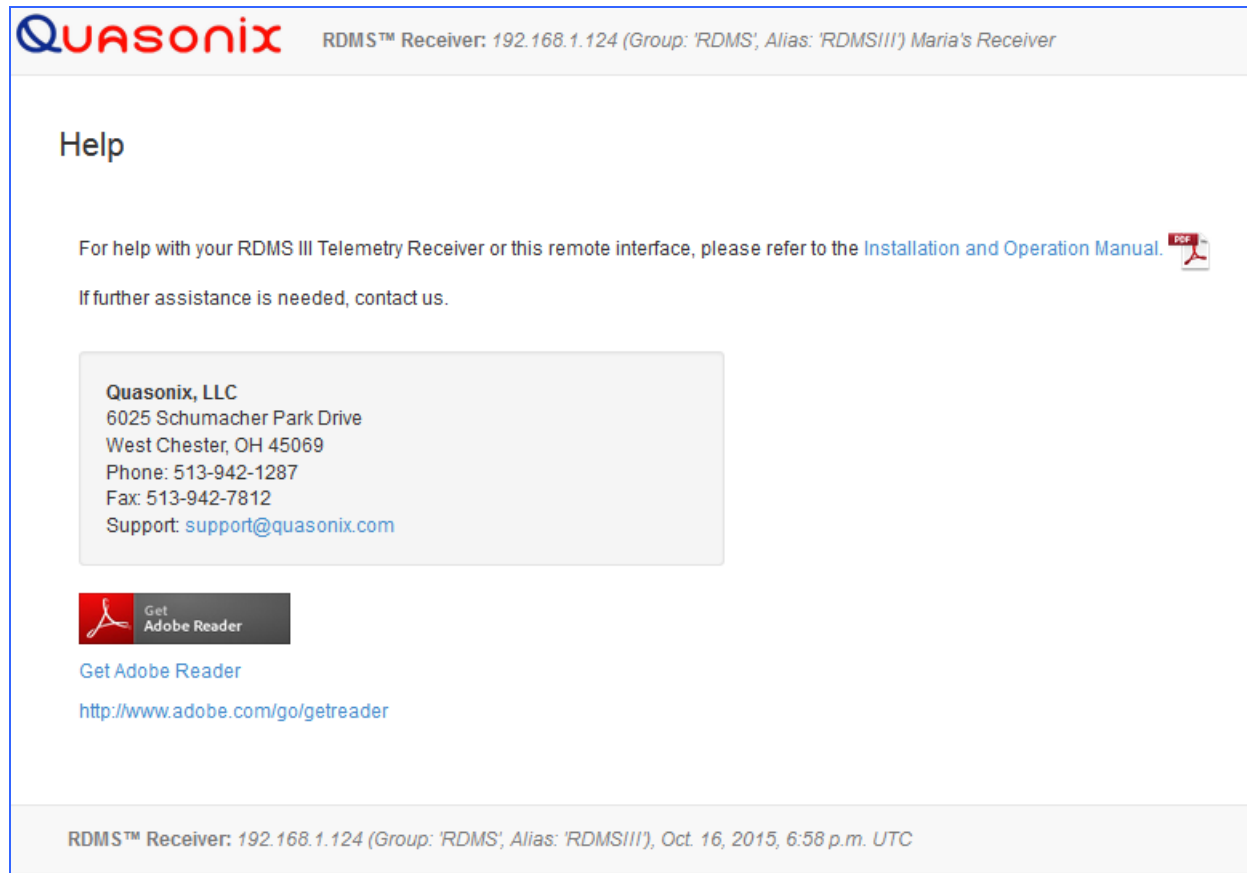 Quasonix RDMS™ Receiver: 192.168.1.124 (Group: 'RDMS', Alias: 'RDMSIII') Maria's Receiver
Help
For help with your RDMS III Telemetry Receiver or this remote interface, please refer to the Installation and Operation Manual. PDF
If further assistance is needed, contact us.
Quasonix, LLC
6025 Schumacher Park Drive
West Chester, OH 45069
Phone: 513-942-1287
Fax: 513-942-7812
Support: support@quasonix.com
Get
Adobe Reader
Get Adobe Reader
http://www.adobe.com/go/getreader
RDMS™ Receiver: 192.168.1.124 (Group: 'RDMS', Alias: 'RDMSIII'), Oct. 16, 2015, 6:58 p.m. UTC